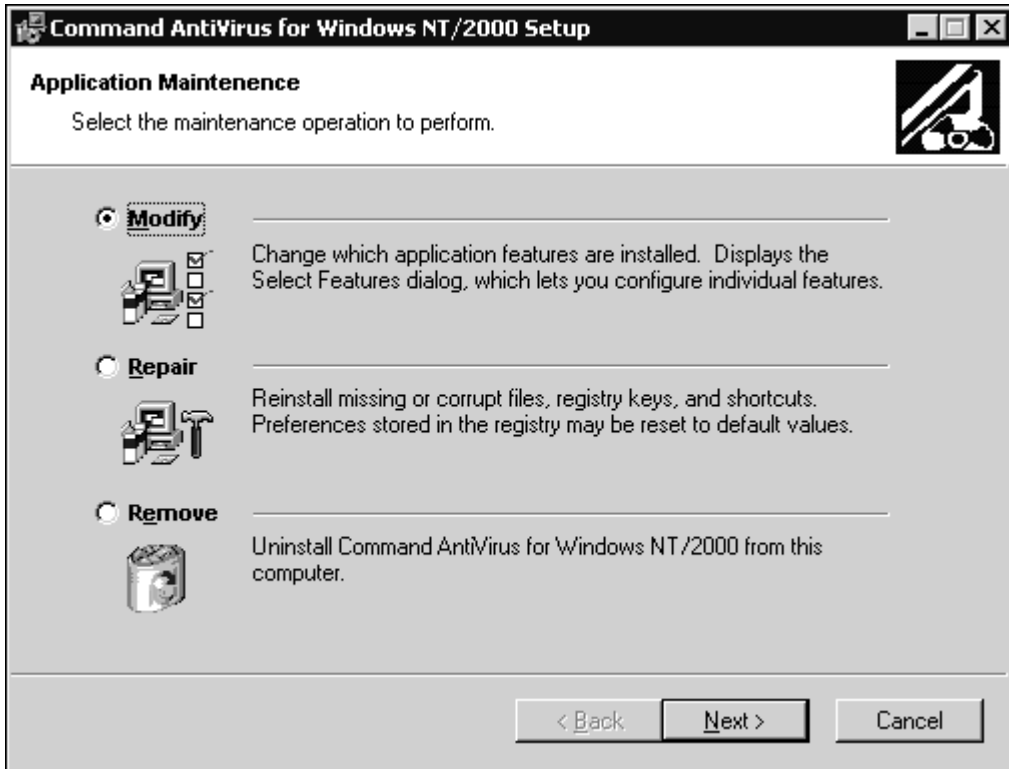 Command AntiVirus for Windows NT/2000 Setup
Application Maintenence
Select the maintenance operation to perform.
Modify
Change which application features are installed.  Displays the
Select Features dialog, which lets you configure individual features.
Repair
Reinstall missing or corrupt files, registry keys, and shortcuts.
Preferences stored in the registry may be reset to default values.
Remove
Uninstall Command AntiVirus for Windows NT/2000 from this
computer.
< Back
Next >
Cancel